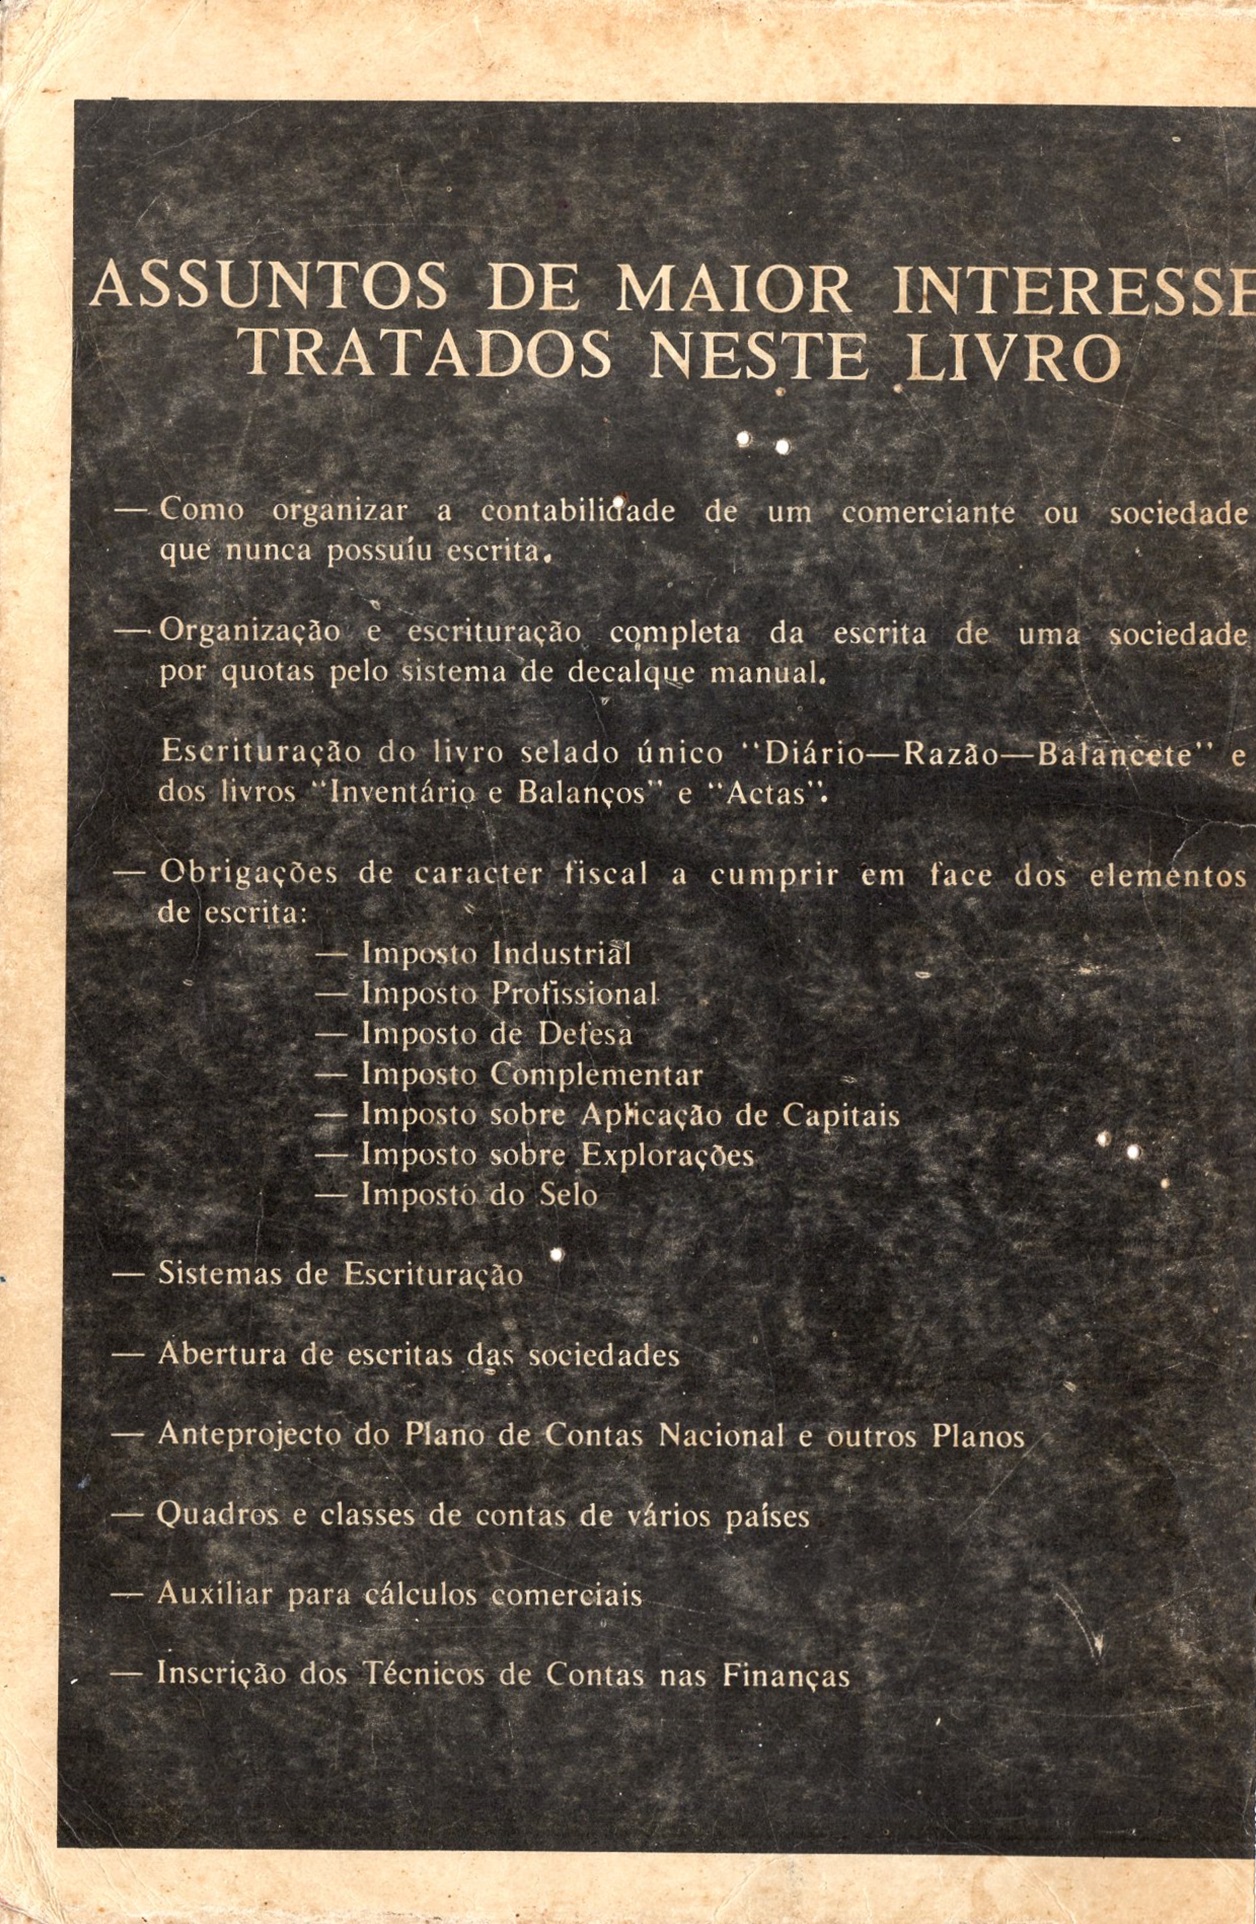 ASSUNTOS DE MAIOR INTERESSE
TRATADOS NESTE LIVRO
— Como organizar a contabilidade de um comerciante ou sociedade
que nunca possuíu escrita.
— Organização e escrituração completa da escrita de uma sociedade
por quotas pelo sistema de decalque manual.
Escrituração do livro selado único "Diário—Razão—Balancete" e
dos livros "Inventário e Balanços" e "Actas".
— Obrigações de caracter fiscal a cumprir em face dos elementos
de escrita:
— Imposto Industrial
— Imposto Profissional
— Imposto de Defesa
— Imposto Complementar
— Imposto sobre Aplicação de Capitais
— Imposto sobre Explorações
— Imposto do Selo
— Sistemas de Escrituração
— Abertura de escritas das sociedades
— Anteprojecto do Plano de Contas Nacional e outros Planos
— Quadros e classes de contas de vários países
— Auxiliar para cálculos comerciais
— Inscrição dos Técnicos de Contas nas Finanças